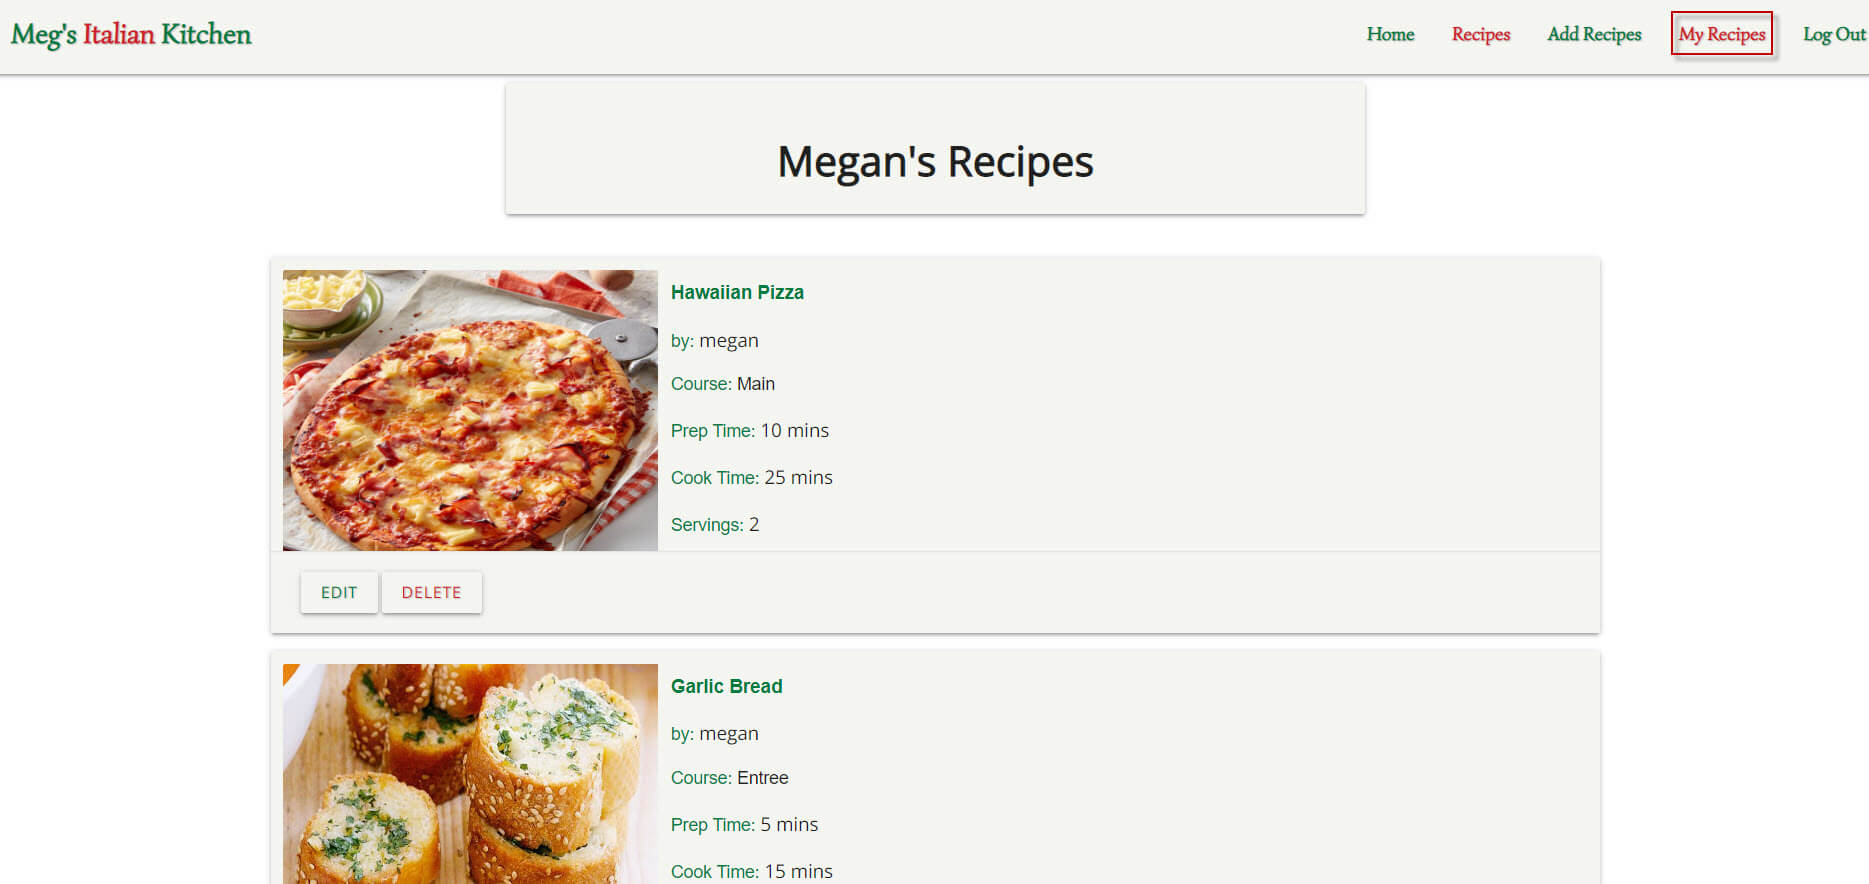 Meg's Italian Kitchen
Home Recipes Add Recipes My Recipes Log Out
Megan's Recipes
Hawaiian Pizza
by: megan
Course: Main
Prep Time: 10 mins
Cook Time: 25 mins
Servings: 2
EDIT DELETE
Garlic Bread
by: megan
Course: Entree
Prep Time: 5 mins
Cook Time: 15 mins